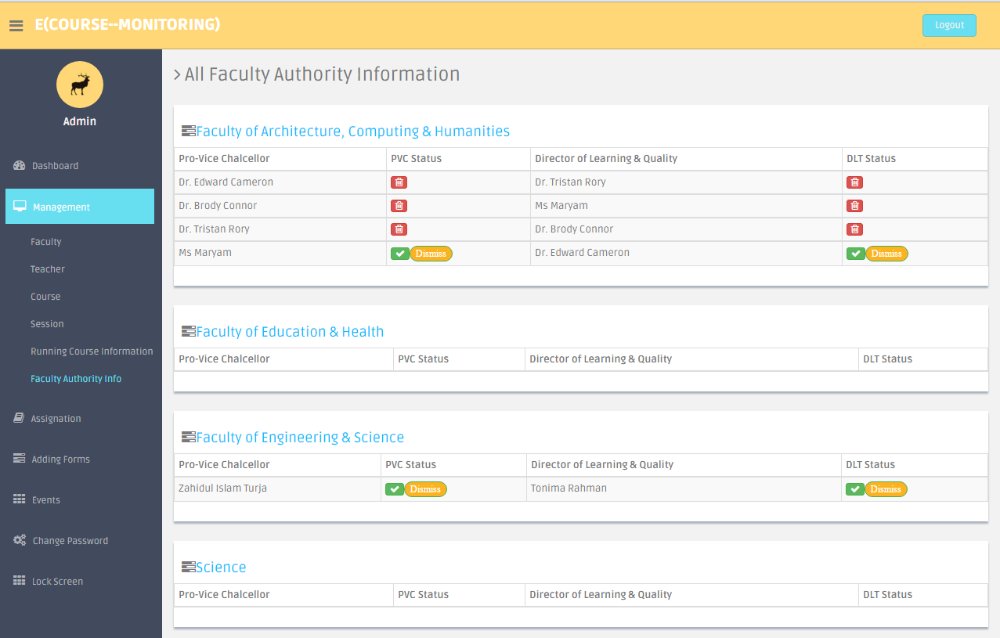 E(COURSE--MONITORING)
Logout
Admin
Dashboard
Management
Faculty
Teacher
Course
Session
Running Course Information
Faculty Authority Info
Assignation
Adding Forms
Events
Change Password
Lock Screen
All Faculty Authority Information
Faculty of Architecture, Computing & Humanities
Pro-Vice Chalcellor PVC Status Director of Learning & Quality DLT Status
Dr. Edward Cameron Dr. Tristan Rory
Dr. Brody Connor Ms Maryam
Dr. Tristan Rory Dr. Brody Connor
Ms Maryam Dismiss Dr. Edward Cameron Dismiss
Faculty of Education & Health
Pro-Vice Chalcellor PVC Status Director of Learning & Quality DLT Status
Faculty of Engineering & Science
Pro-Vice Chalcellor PVC Status Director of Learning & Quality DLT Status
Zahidul Islam Turja Dismiss Tonima Rahman Dismiss
Science
Pro-Vice Chalcellor PVC Status Director of Learning & Quality DLT Status